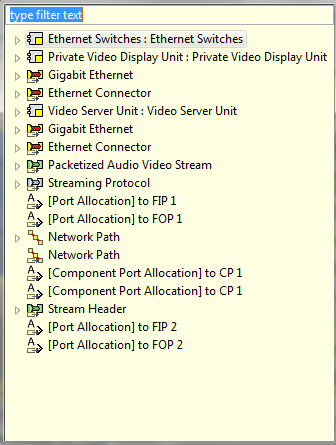 type filter text
Ethernet Switches : Ethernet Switches
Private Video Display Unit : Private Video Display Unit
Gigabit Ethernet
Ethernet Connector
Video Server Unit : Video Server Unit
Gigabit Ethernet
Ethernet Connector
Packetized Audio Video Stream
Streaming Protocol
[Port Allocation] to FIP 1
[Port Allocation] to FOP 1
Network Path
Network Path
[Component Port Allocation] to CP 1
[Component Port Allocation] to CP 1
Stream Header
[Port Allocation] to FIP 2
[Port Allocation] to FOP 2